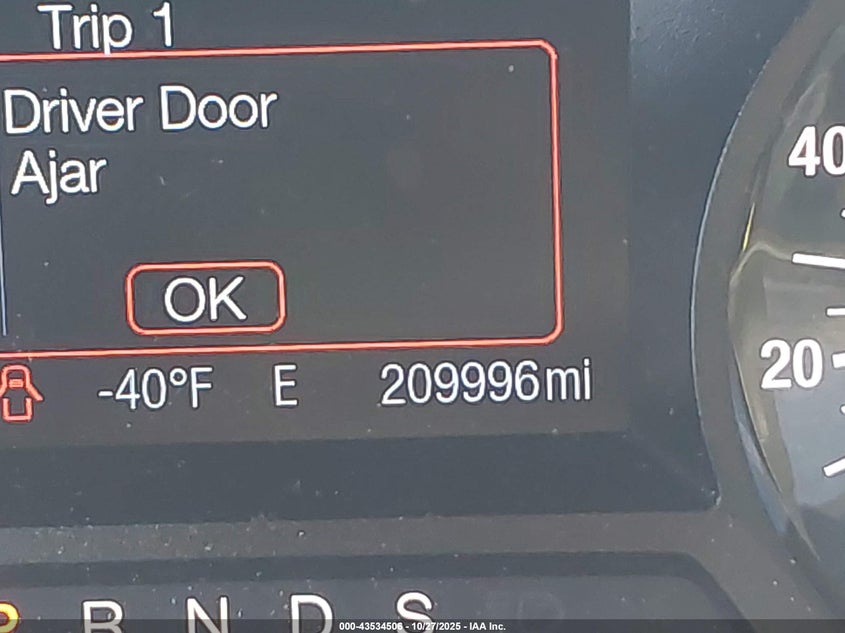 Trip 1
Driver Door
Ajar
OK
-40°F E 209996mi
40
20
P R N D S
000-43534506 - 10/27/2025 - IAA Inc.